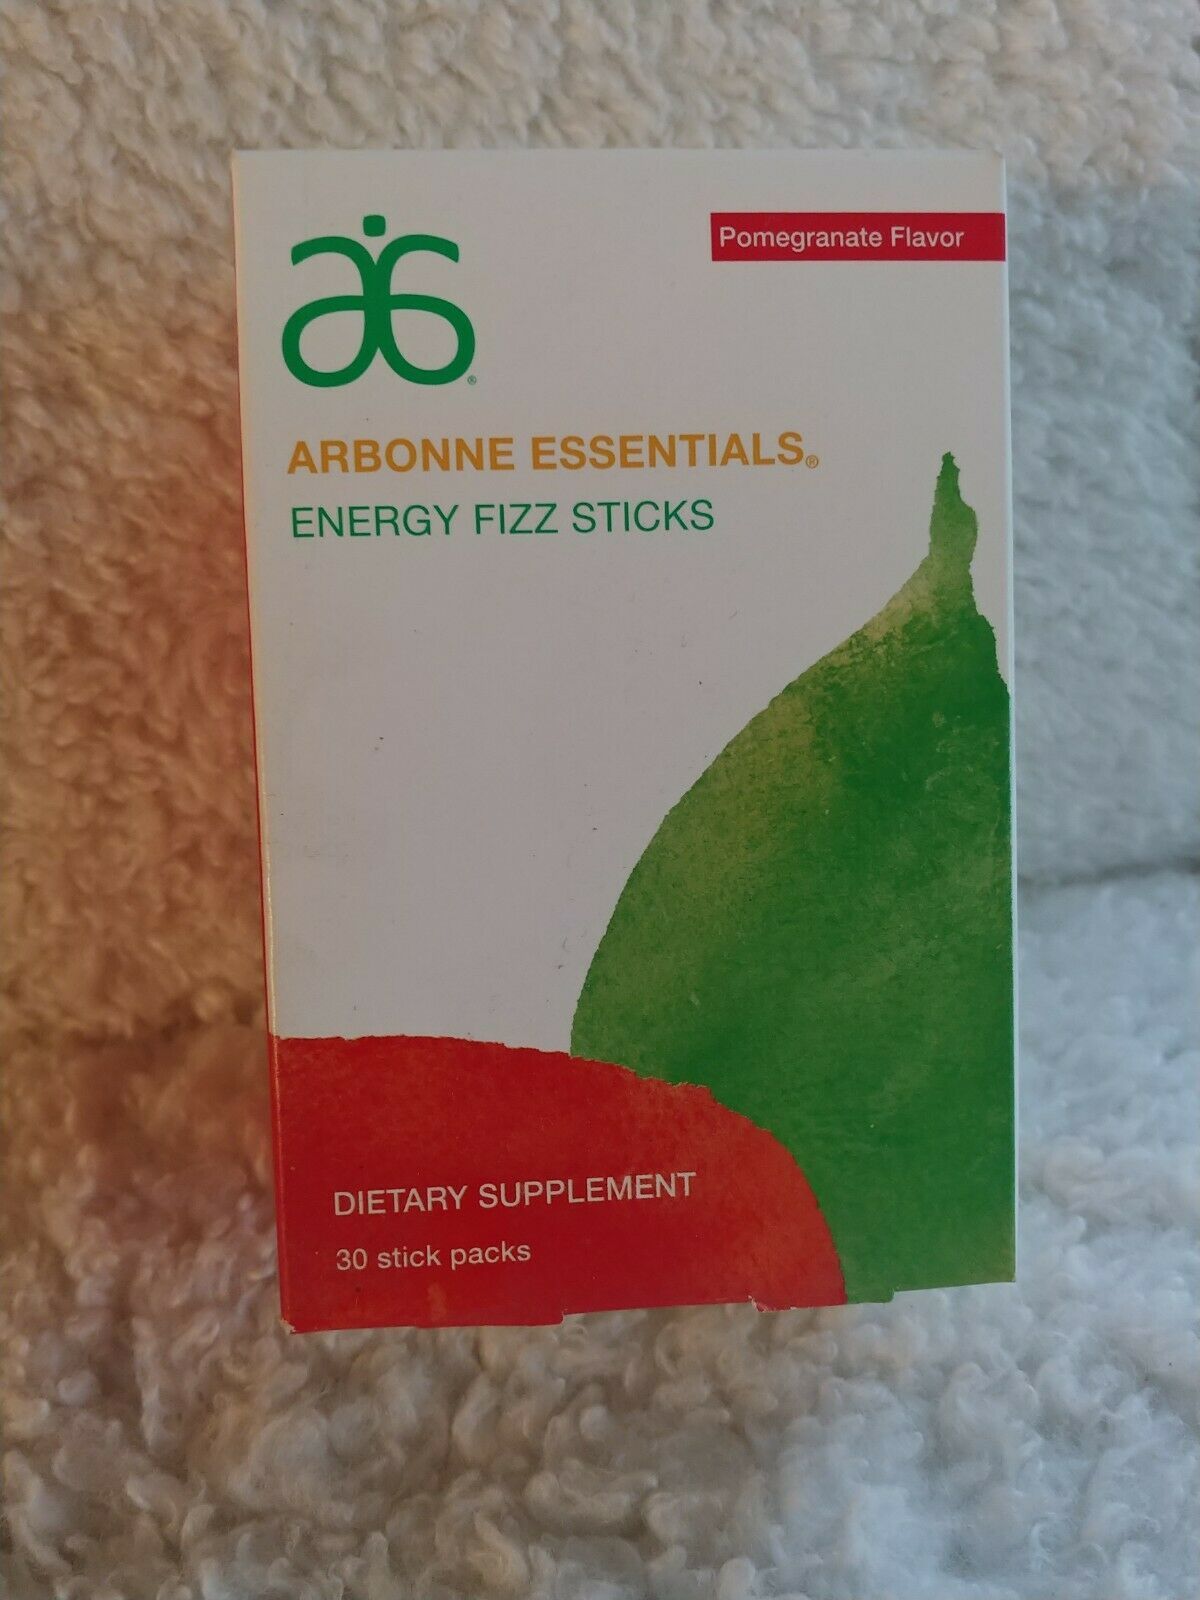 Pomegranate Flavor
®
ARBONNE ESSENTIALS®
ENERGY FIZZ STICKS
DIETARY SUPPLEMENT
30 stick packs